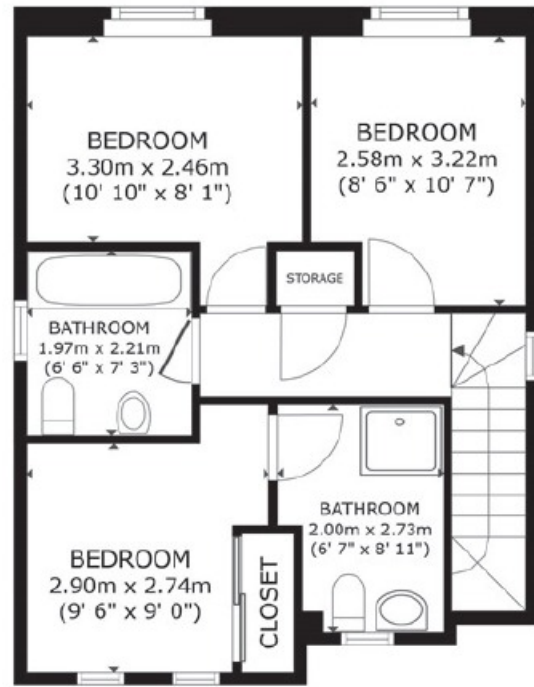 BEDROOM
3.30m x 2.46m
(10' 10" x 8' 1")
BEDROOM
2.58m x 3.22m
(8' 6" x 10' 7")
STORAGE
BATHROOM
1.97m x 2.21m
(6' 6" x 7' 3")
BATHROOM
2.00m x 2.73m
(6' 7" x 8' 11")
BEDROOM
2.90m x 2.74m
(9' 6" x 9' 0")
CLOSET